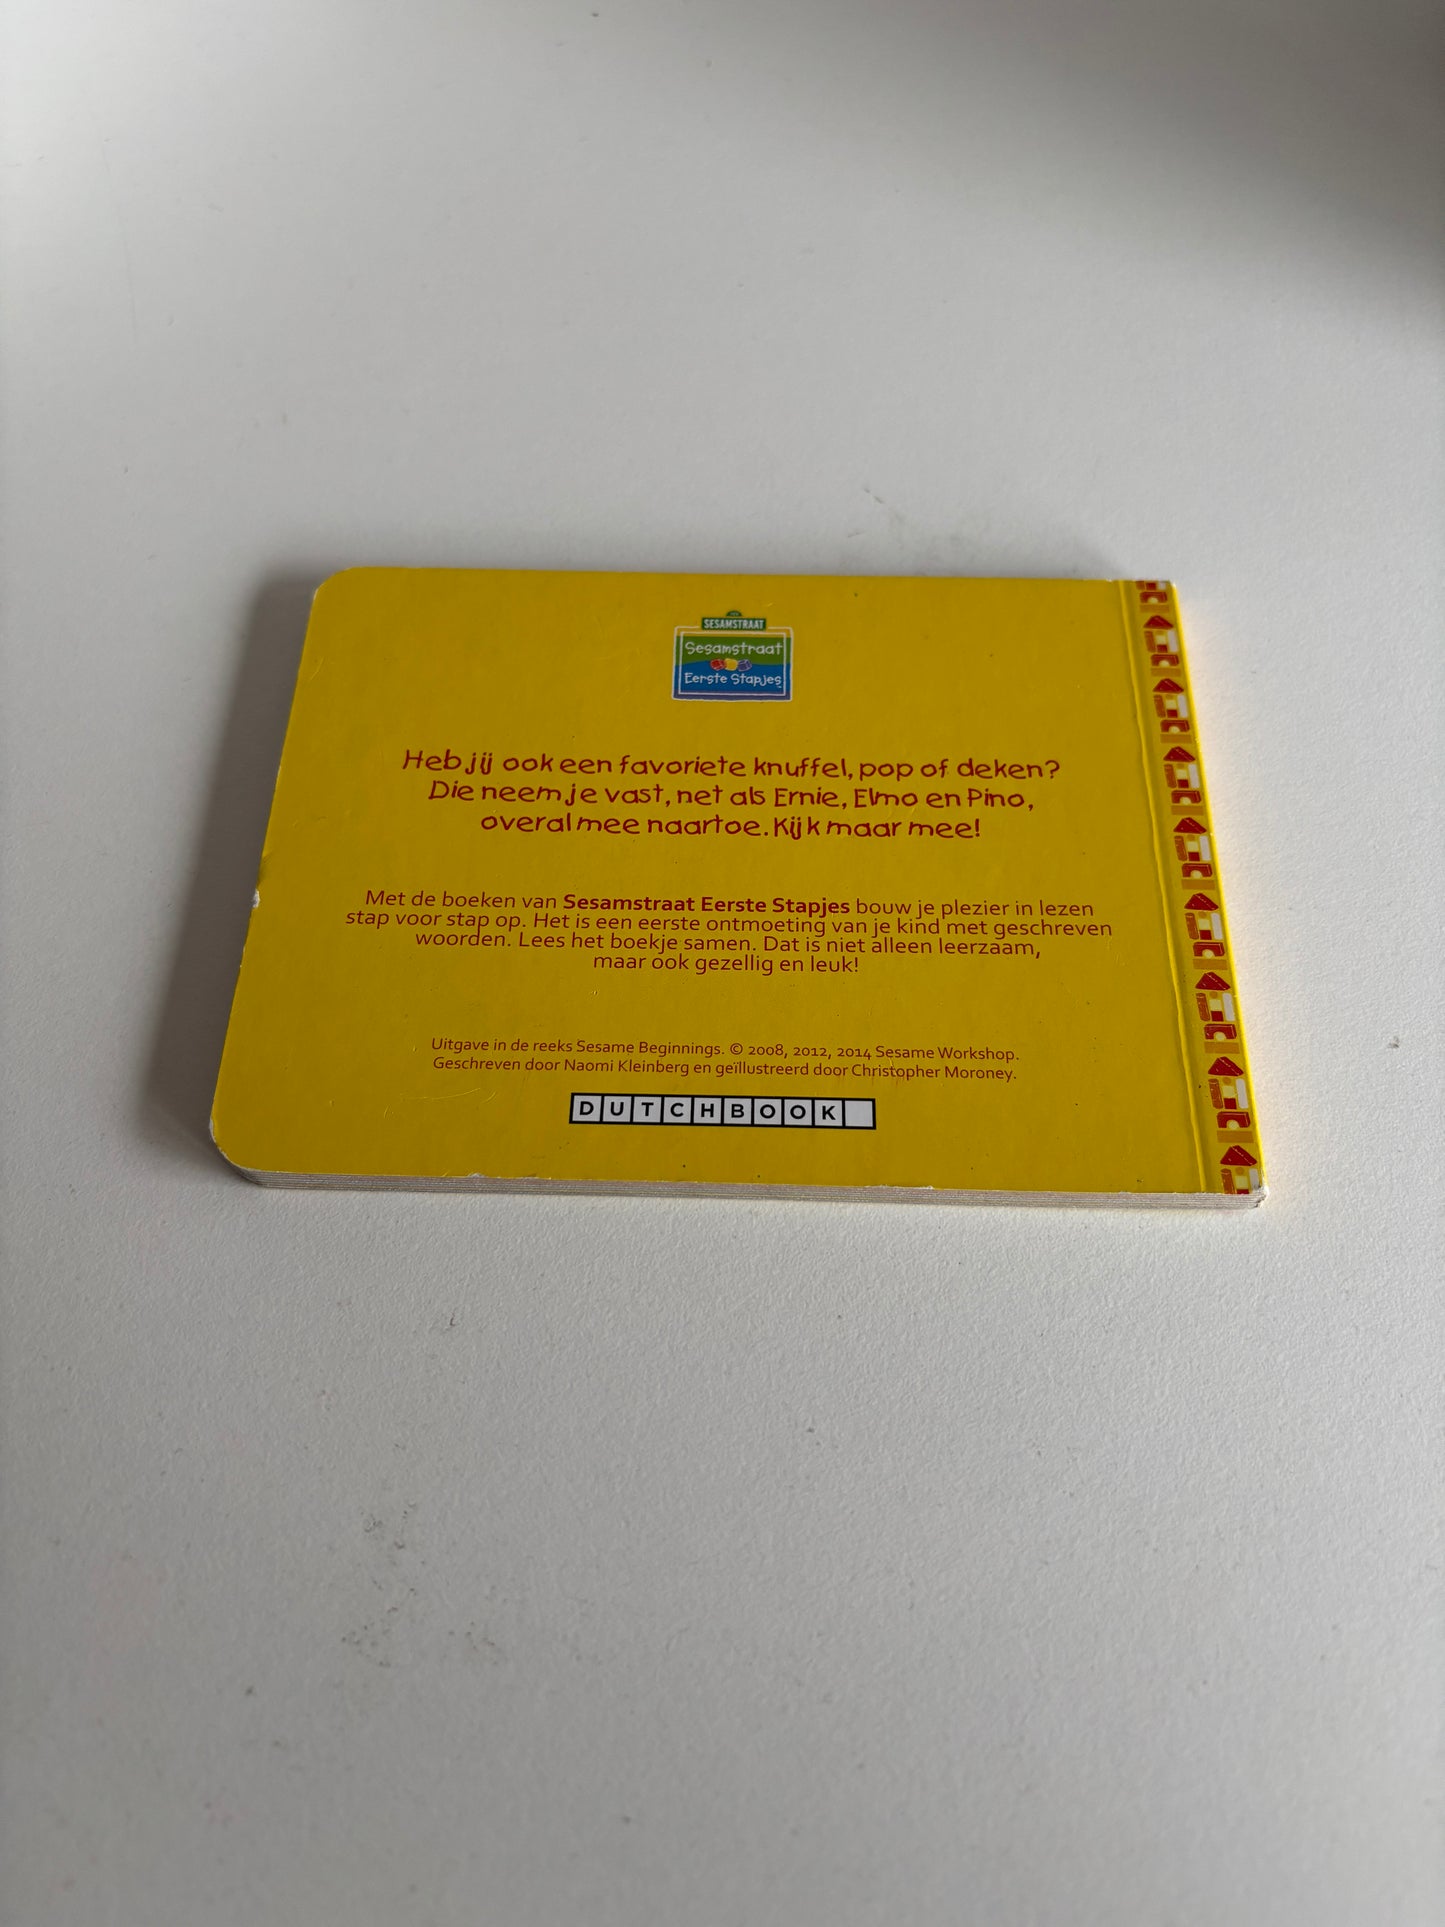 SESAMSTRAAT
Sesamstraat
Eerste Stapjes
Heb jij ook een favoriete knuffel, pop of deken?
Die neem je vast, net als Ernie, Elmo en Pino,
overal mee naartoe. Kijk maar mee!
Met de boeken van Sesamstraat Eerste Stapjes bouw je plezier in lezen
stap voor stap op. Het is een eerste ontmoeting van je kind met geschreven
woorden. Lees het boekje samen. Dat is niet alleen leerzaam,
maar ook gezellig en leuk!
Uitgave in de reeks Sesame Beginnings. © 2008, 2012, 2014 Sesame Workshop.
Geschreven door Naomi Kleinberg en geïllustreerd door Christopher Moroney.
DUTCHBOOK